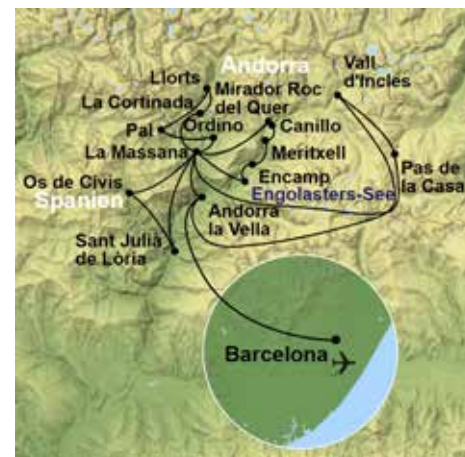 Andorra
Vall
d'Incles
Llorts
Mirador Roc
del Quer
La Cortinada
Canillo
Pal
Ordino
Meritxell
La Massana
Pas de
la Casa
Encamp
Os de Civis
Engolasters-See
Spanien
Andorra
la Vella
Sant Julià
de Lòria
Barcelona